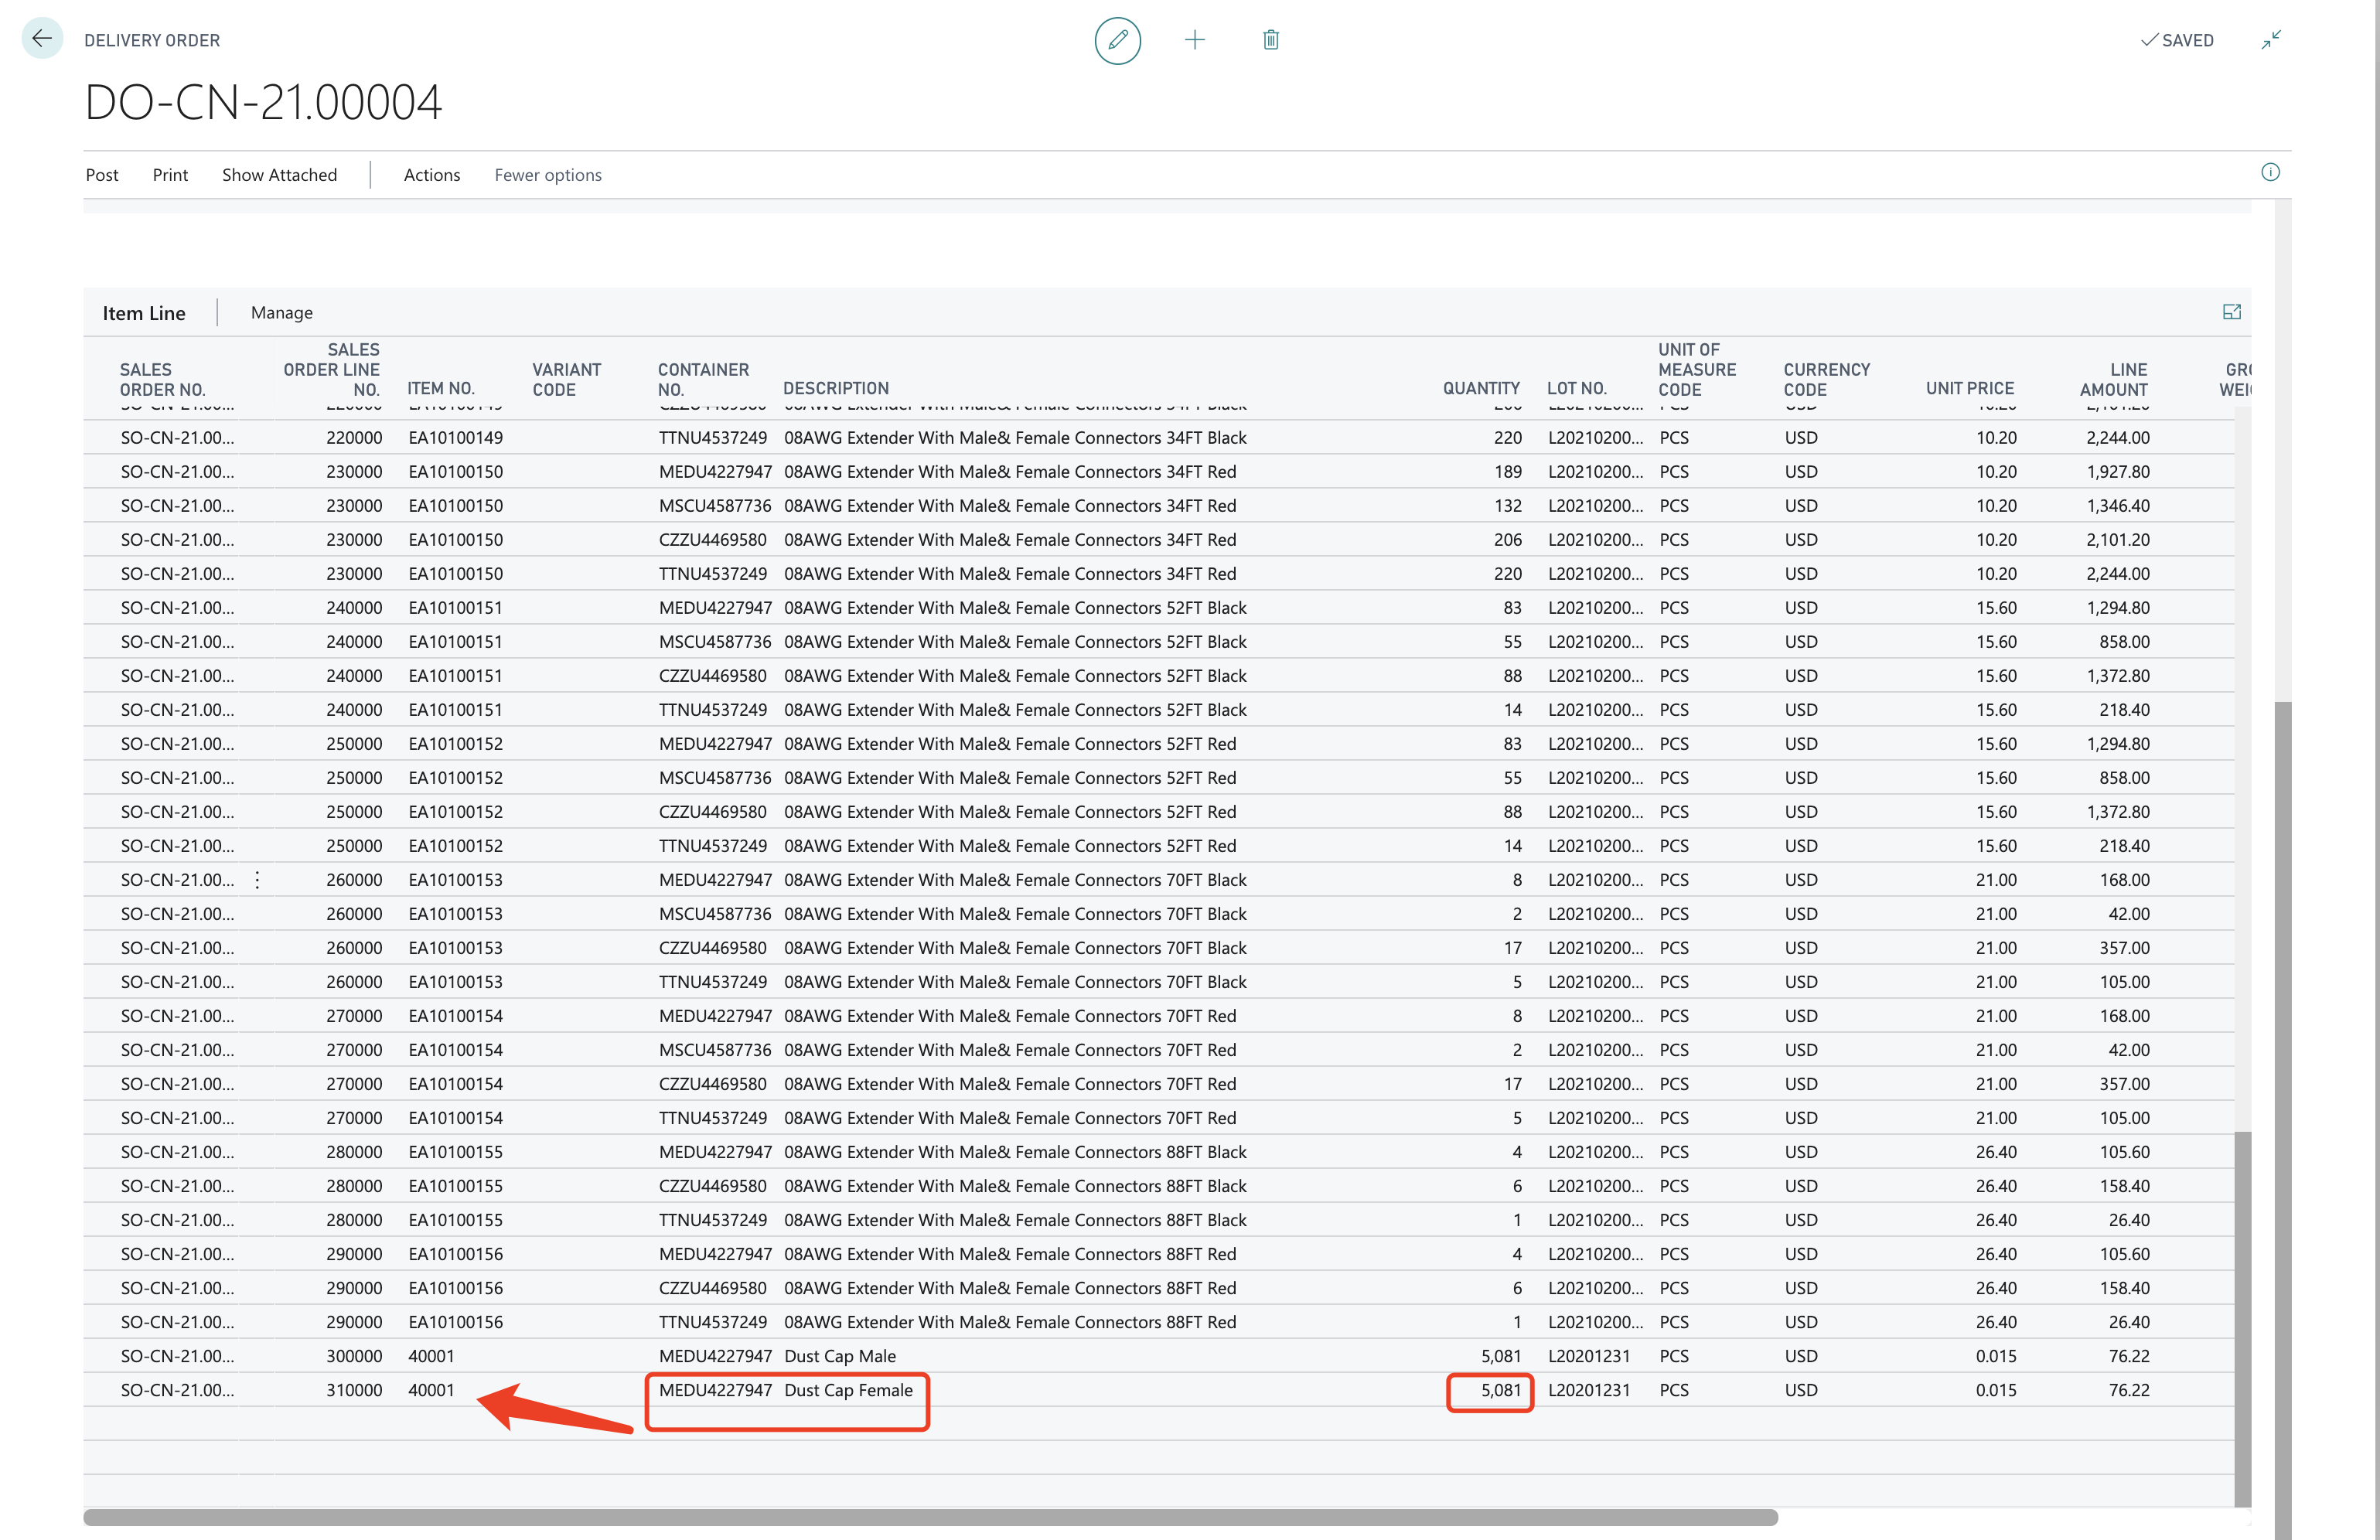 DELIVERY ORDER
SAVED
DO-CN-21.00004
Post Print Show Attached Actions Fewer options
Item Line Manage
SALES ORDER NO. SALES ORDER LINE NO. ITEM NO. VARIANT CODE CONTAINER NO. DESCRIPTION QUANTITY LOT NO. UNIT OF MEASURE CODE CURRENCY CODE UNIT PRICE LINE AMOUNT
SO-CN-21.00... 220000 EA10100149 TTNU4537249 08AWG Extender With Male& Female Connectors 34FT Black 220 L20210200... PCS USD 10.20 2,244.00
SO-CN-21.00... 230000 EA10100150 MEDU4227947 08AWG Extender With Male& Female Connectors 34FT Red 189 L20210200... PCS USD 10.20 1,927.80
SO-CN-21.00... 230000 EA10100150 MSCU4587736 08AWG Extender With Male& Female Connectors 34FT Red 132 L20210200... PCS USD 10.20 1,346.40
SO-CN-21.00... 230000 EA10100150 CZZU4469580 08AWG Extender With Male& Female Connectors 34FT Red 206 L20210200... PCS USD 10.20 2,101.20
SO-CN-21.00... 230000 EA10100150 TTNU4537249 08AWG Extender With Male& Female Connectors 34FT Red 220 L20210200... PCS USD 10.20 2,244.00
SO-CN-21.00... 240000 EA10100151 MEDU4227947 08AWG Extender With Male& Female Connectors 52FT Black 83 L20210200... PCS USD 15.60 1,294.80
SO-CN-21.00... 240000 EA10100151 MSCU4587736 08AWG Extender With Male& Female Connectors 52FT Black 55 L20210200... PCS USD 15.60 858.00
SO-CN-21.00... 240000 EA10100151 CZZU4469580 08AWG Extender With Male& Female Connectors 52FT Black 88 L20210200... PCS USD 15.60 1,372.80
SO-CN-21.00... 240000 EA10100151 TTNU4537249 08AWG Extender With Male& Female Connectors 52FT Black 14 L20210200... PCS USD 15.60 218.40
SO-CN-21.00... 250000 EA10100152 MEDU4227947 08AWG Extender With Male& Female Connectors 52FT Red 83 L20210200... PCS USD 15.60 1,294.80
SO-CN-21.00... 250000 EA10100152 MSCU4587736 08AWG Extender With Male& Female Connectors 52FT Red 55 L20210200... PCS USD 15.60 858.00
SO-CN-21.00... 250000 EA10100152 CZZU4469580 08AWG Extender With Male& Female Connectors 52FT Red 88 L20210200... PCS USD 15.60 1,372.80
SO-CN-21.00... 250000 EA10100152 TTNU4537249 08AWG Extender With Male& Female Connectors 52FT Red 14 L20210200... PCS USD 15.60 218.40
SO-CN-21.00... 260000 EA10100153 MEDU4227947 08AWG Extender With Male& Female Connectors 70FT Black 8 L20210200... PCS USD 21.00 168.00
SO-CN-21.00... 260000 EA10100153 MSCU4587736 08AWG Extender With Male& Female Connectors 70FT Black 2 L20210200... PCS USD 21.00 42.00
SO-CN-21.00... 260000 EA10100153 CZZU4469580 08AWG Extender With Male& Female Connectors 70FT Black 17 L20210200... PCS USD 21.00 357.00
SO-CN-21.00... 260000 EA10100153 TTNU4537249 08AWG Extender With Male& Female Connectors 70FT Black 5 L20210200... PCS USD 21.00 105.00
SO-CN-21.00... 270000 EA10100154 MEDU4227947 08AWG Extender With Male& Female Connectors 70FT Red 8 L20210200... PCS USD 21.00 168.00
SO-CN-21.00... 270000 EA10100154 MSCU4587736 08AWG Extender With Male& Female Connectors 70FT Red 2 L20210200... PCS USD 21.00 42.00
SO-CN-21.00... 270000 EA10100154 CZZU4469580 08AWG Extender With Male& Female Connectors 70FT Red 17 L20210200... PCS USD 21.00 357.00
SO-CN-21.00... 270000 EA10100154 TTNU4537249 08AWG Extender With Male& Female Connectors 70FT Red 5 L20210200... PCS USD 21.00 105.00
SO-CN-21.00... 280000 EA10100155 MEDU4227947 08AWG Extender With Male& Female Connectors 88FT Black 4 L20210200... PCS USD 26.40 105.60
SO-CN-21.00... 280000 EA10100155 CZZU4469580 08AWG Extender With Male& Female Connectors 88FT Black 6 L20210200... PCS USD 26.40 158.40
SO-CN-21.00... 280000 EA10100155 TTNU4537249 08AWG Extender With Male& Female Connectors 88FT Black 1 L20210200... PCS USD 26.40 26.40
SO-CN-21.00... 290000 EA10100156 MEDU4227947 08AWG Extender With Male& Female Connectors 88FT Red 4 L20210200... PCS USD 26.40 105.60
SO-CN-21.00... 290000 EA10100156 CZZU4469580 08AWG Extender With Male& Female Connectors 88FT Red 6 L20210200... PCS USD 26.40 158.40
SO-CN-21.00... 290000 EA10100156 TTNU4537249 08AWG Extender With Male& Female Connectors 88FT Red 1 L20210200... PCS USD 26.40 26.40
SO-CN-21.00... 300000 40001 MEDU4227947 Dust Cap Male 5,081 L20201231 PCS USD 0.015 76.22
SO-CN-21.00... 310000 40001 MEDU4227947 Dust Cap Female 5,081 L20201231 PCS USD 0.015 76.22